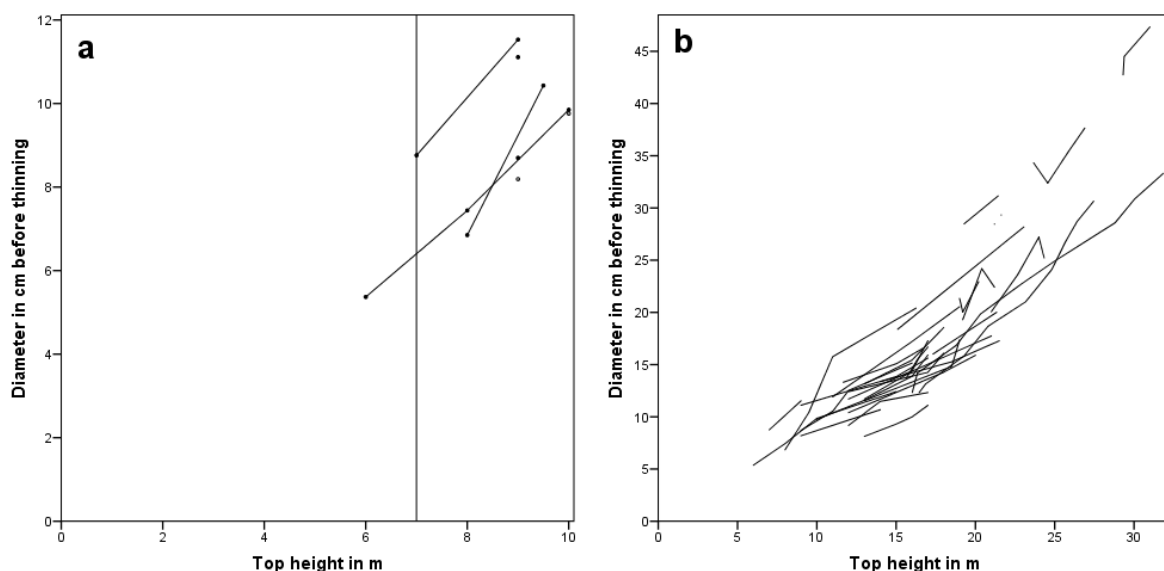 a
12
10
8
6
4
2
0
0 2 4 6 8 10
Top height in m
Diameter in cm before thinning
b
45
40
35
30
25
20
15
10
5
0
0 5 10 15 20 25 30
Top height in m
Diameter in cm before thinning